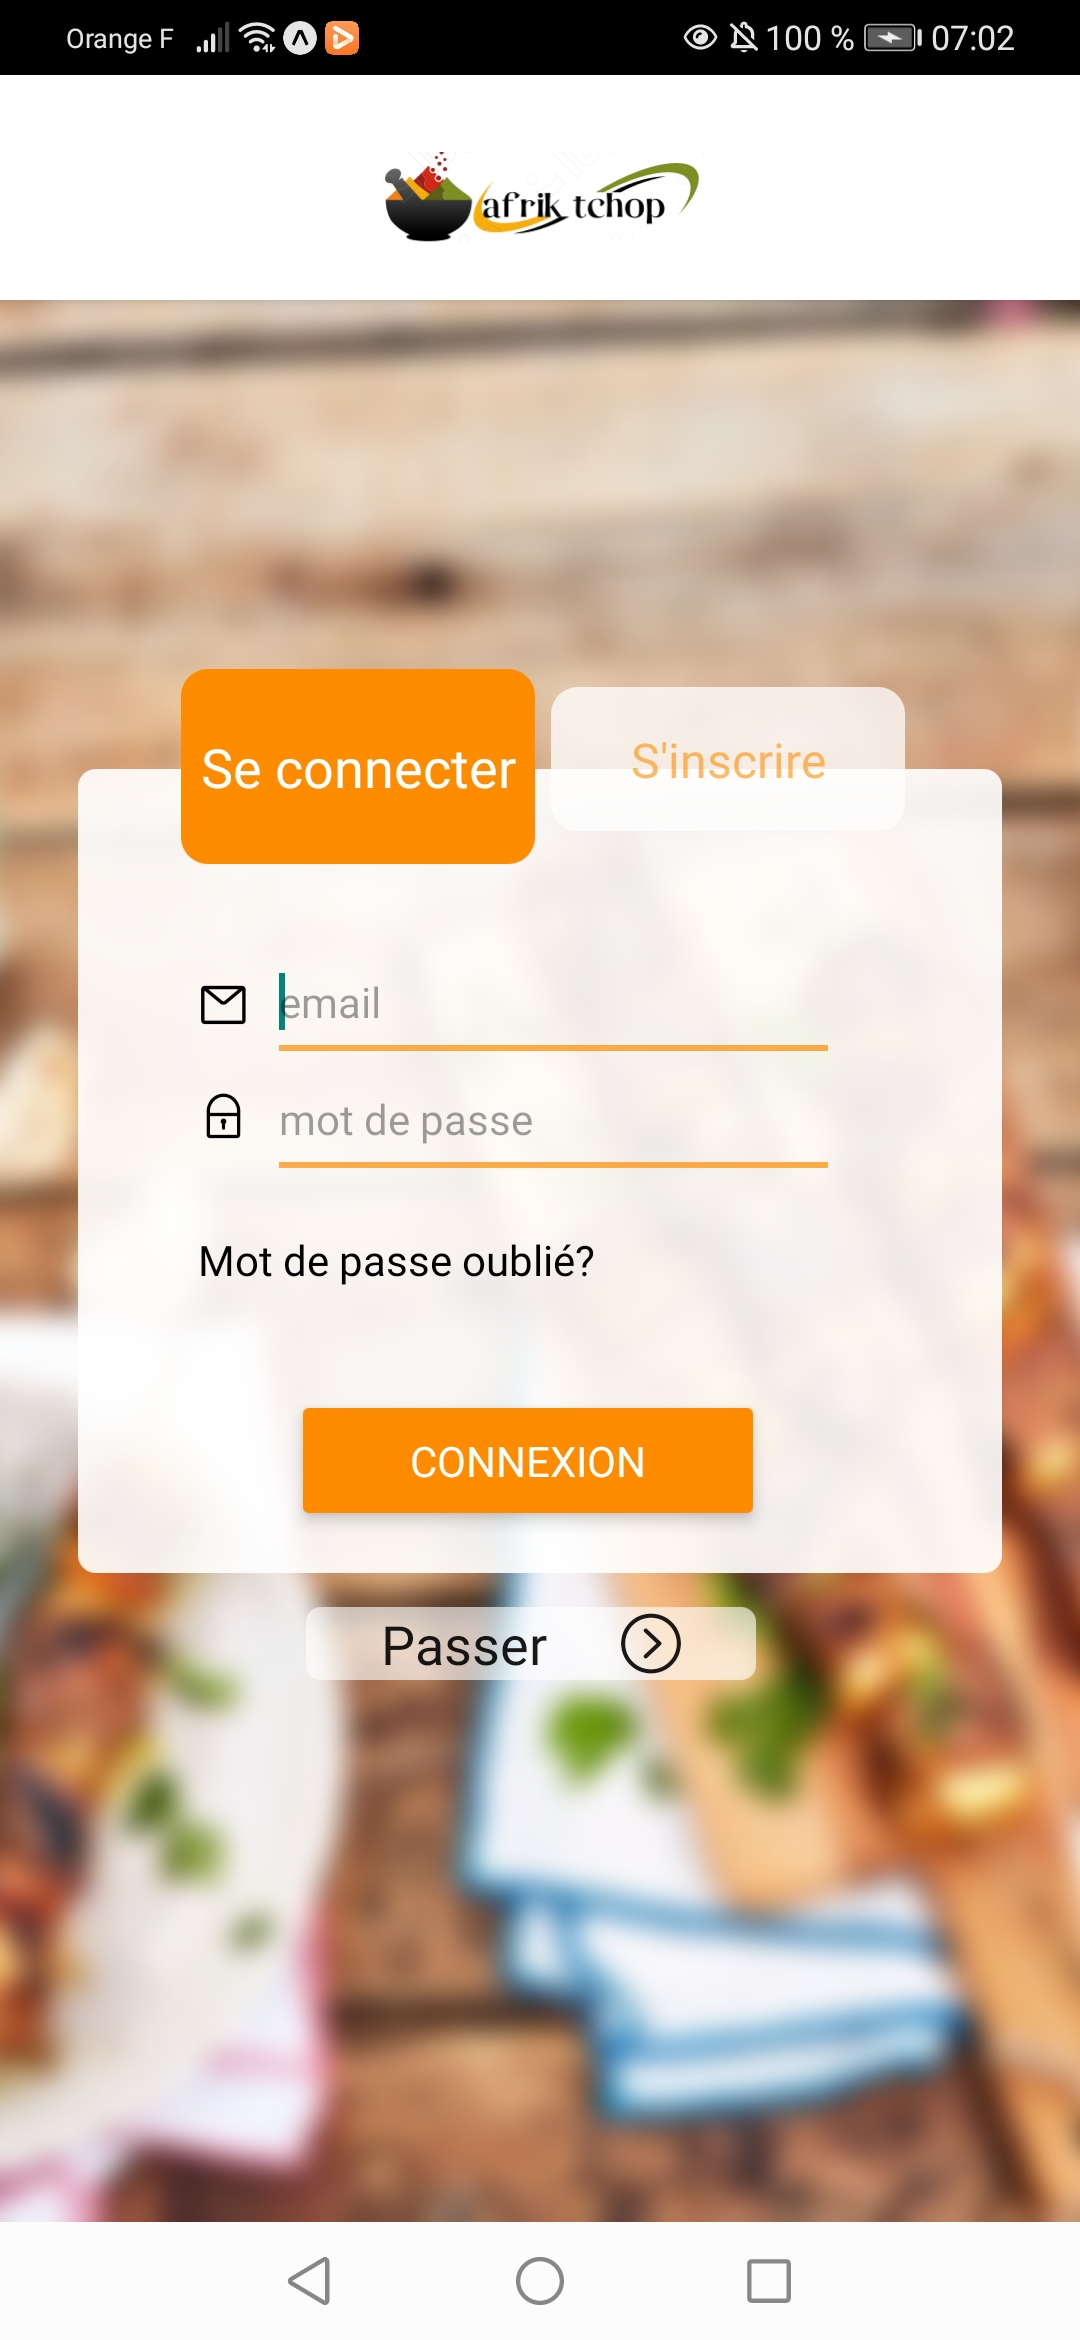 Orange F 100 % 07:02
afrik tchop
Se connecter
S'inscrire
email
mot de passe
Mot de passe oublié?
CONNEXION
Passer